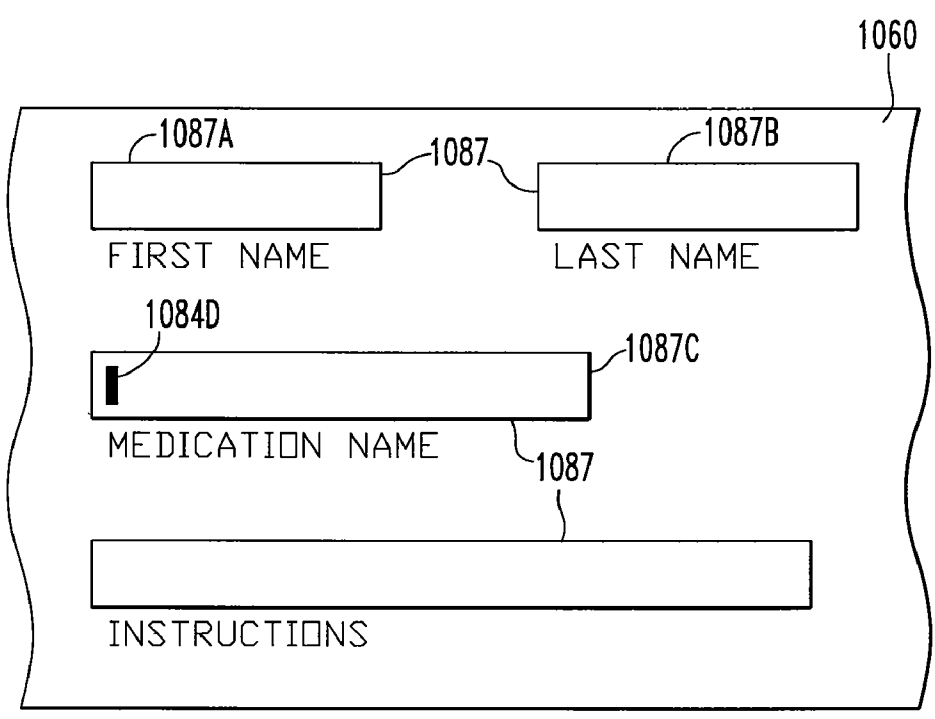 1060
1087A 1087 1087B
FIRST NAME LAST NAME
1084D
1087C
MEDICATION NAME
1087
INSTRUCTIONS